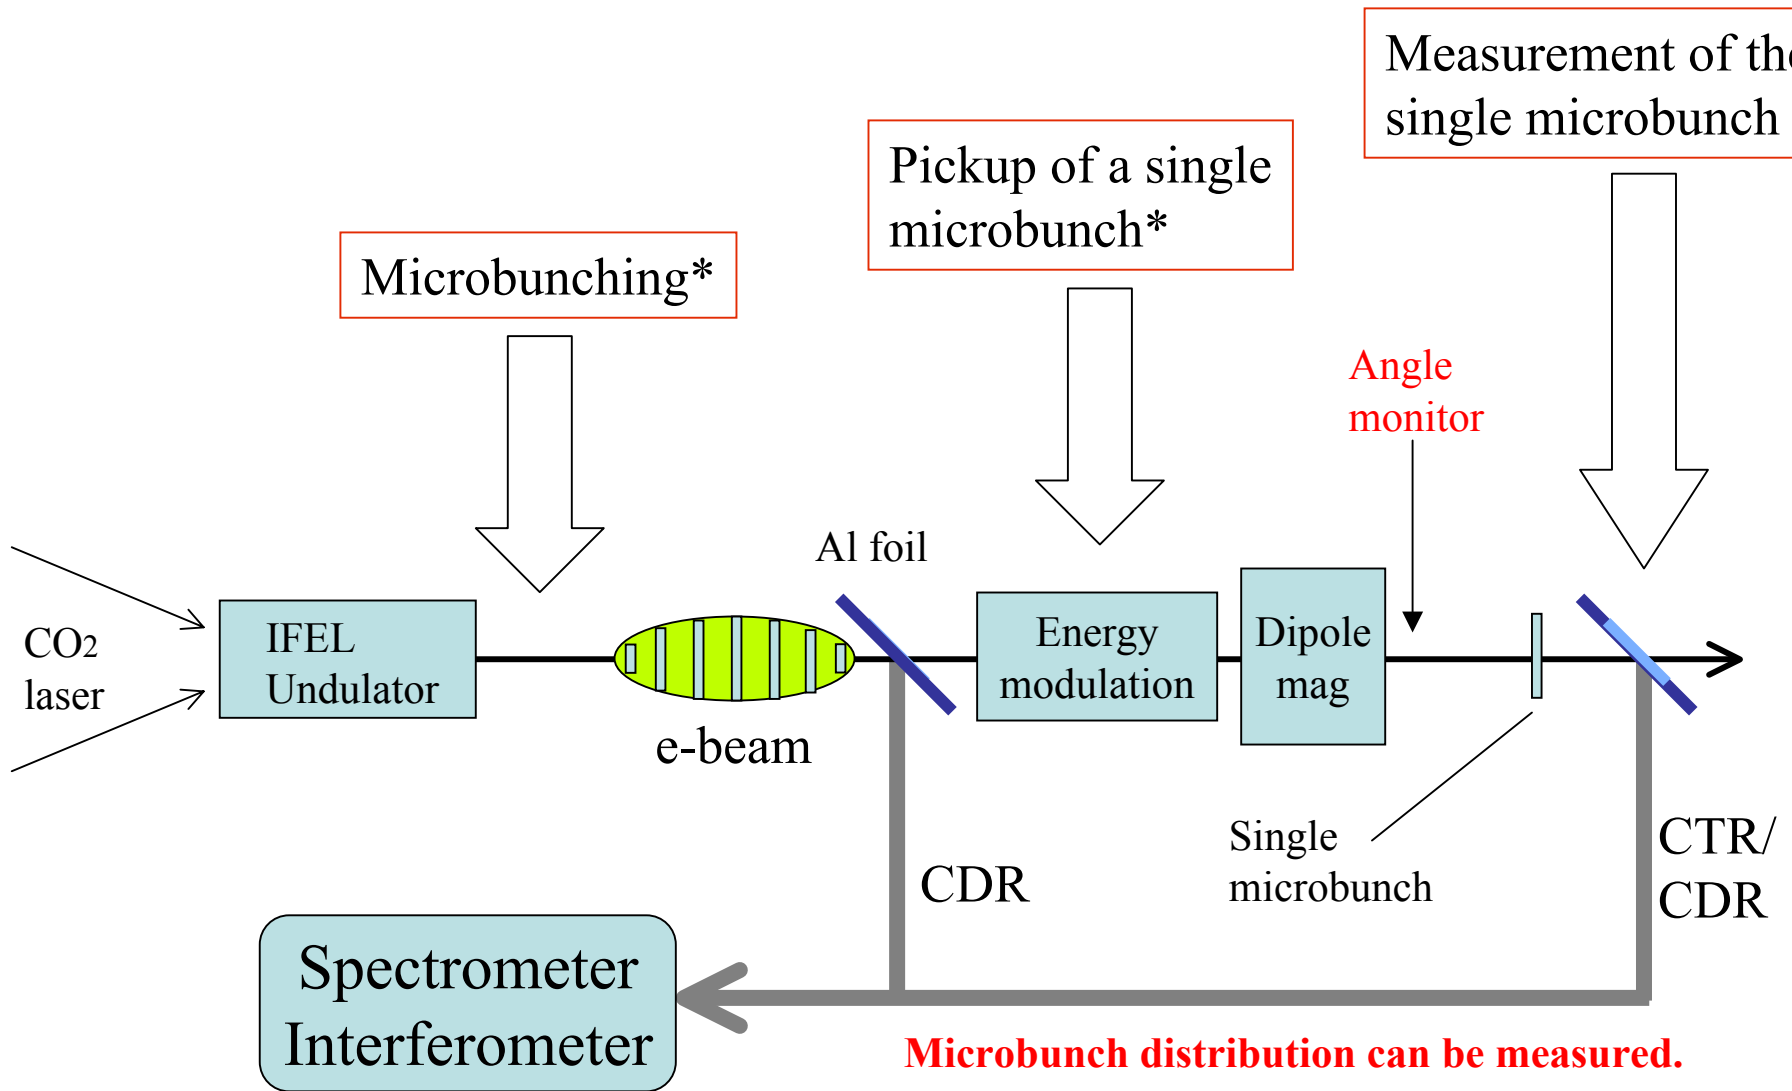 Measurement of the
single microbunch
Pickup of a single
microbunch*
Microbunching*
Angle
monitor
Al foil
CO2
laser
IFEL
Undulator
Energy
modulation
Dipole
mag
e-beam
Single
microbunch
CDR
CTR/
CDR
Spectrometer
Interferometer
Microbunch distribution can be measured.